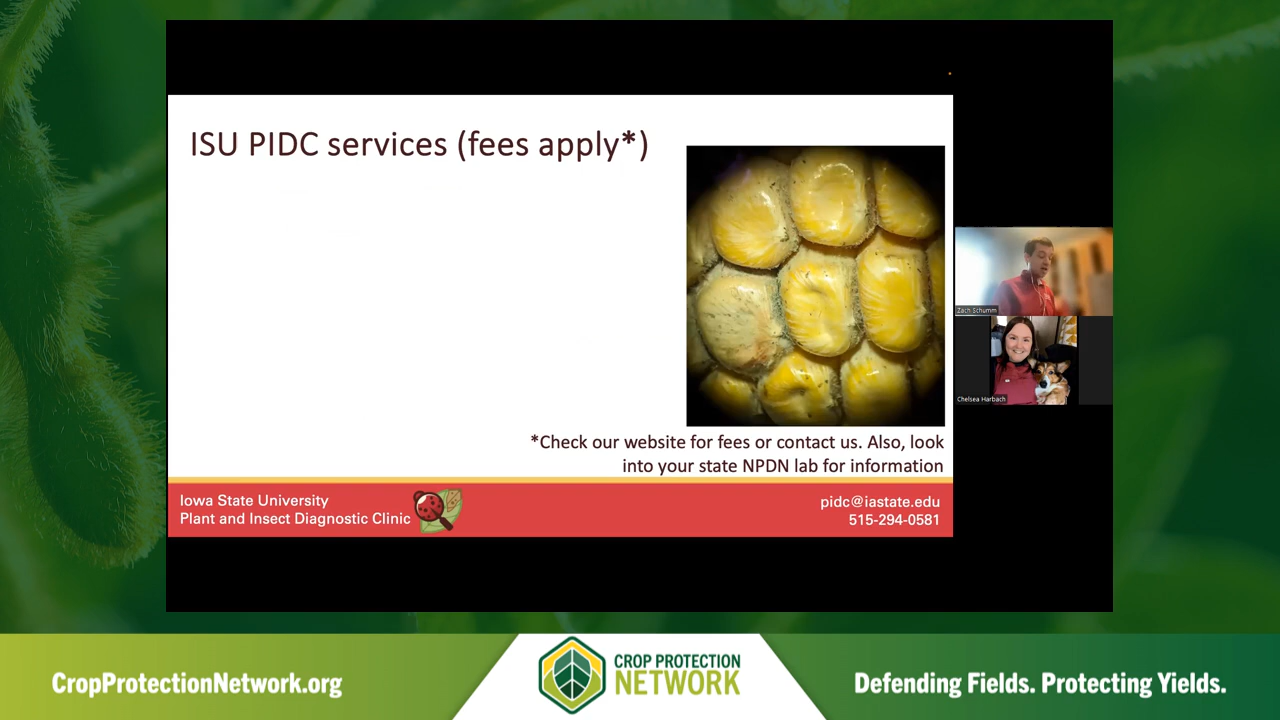 ISU PIDC services (fees apply*)
Zach Schumm
Chelsea Harbach
*Check our website for fees or contact us. Also, look
into your state NPDN lab for information
Iowa State University
Plant and Insect Diagnostic Clinic
pidc@iastate.edu
515-294-0581
CropProtectionNetwork.org
CROP PROTECTION
NETWORK
Defending Fields. Protecting Yields.